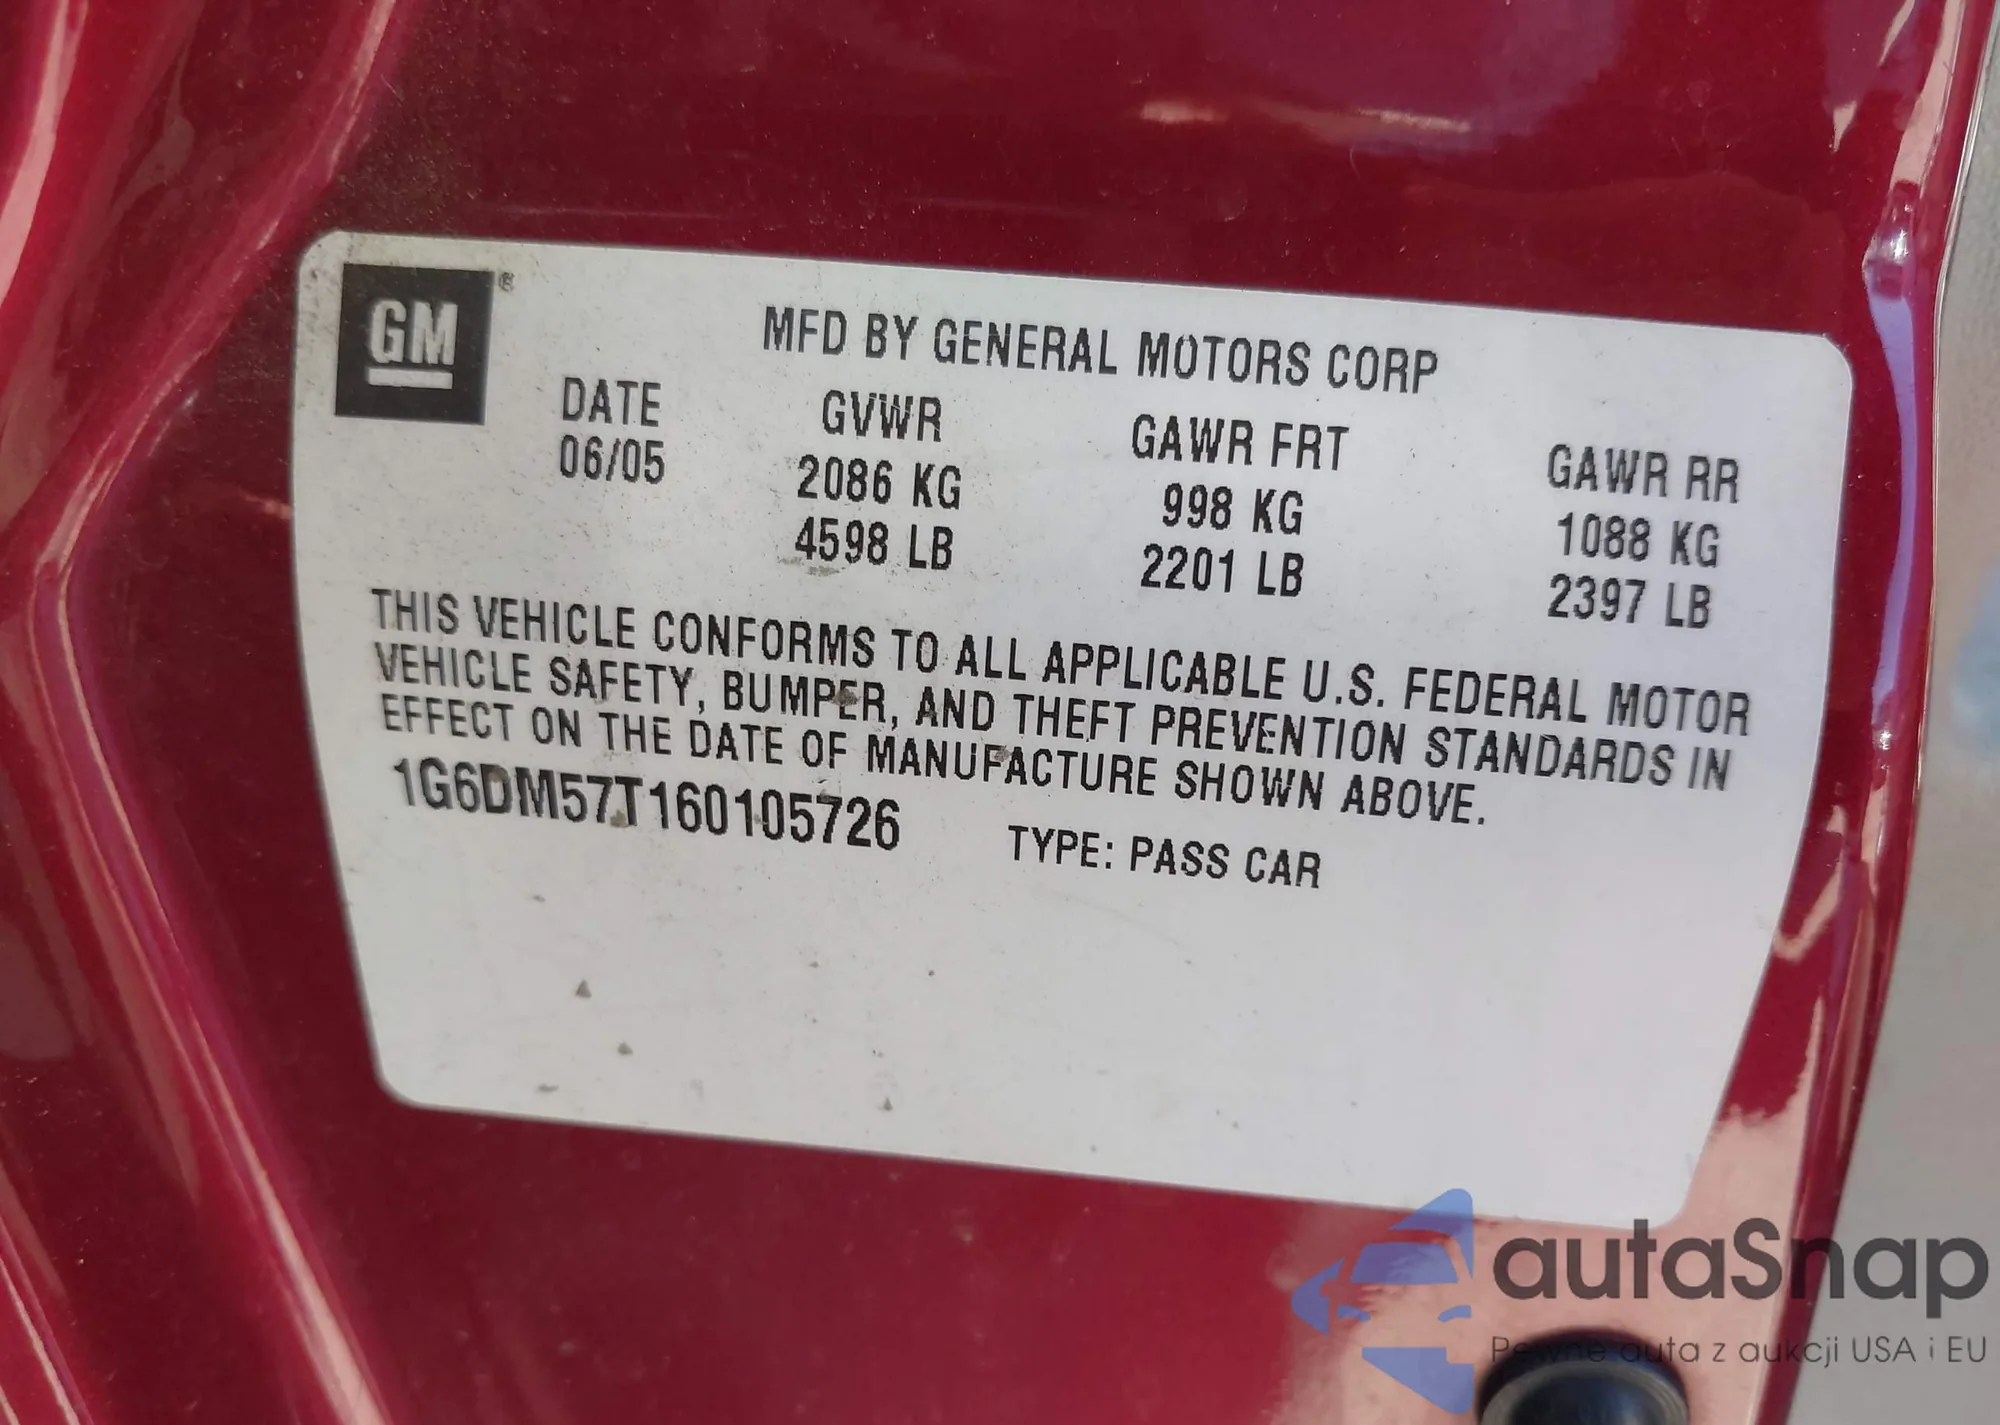 GM®
MFD BY GENERAL MOTORS CORP
DATE GVWR GAWR FRT GAWR RR
06/05 2086 KG 998 KG 1088 KG
4598 LB 2201 LB 2397 LB
THIS VEHICLE CONFORMS TO ALL APPLICABLE U.S. FEDERAL MOTOR
VEHICLE SAFETY, BUMPER, AND THEFT PREVENTION STANDARDS IN
EFFECT ON THE DATE OF MANUFACTURE SHOWN ABOVE.
1G6DM57T160105726 TYPE: PASS CAR
autaSnap
Pewne auta z aukcji USA i EU